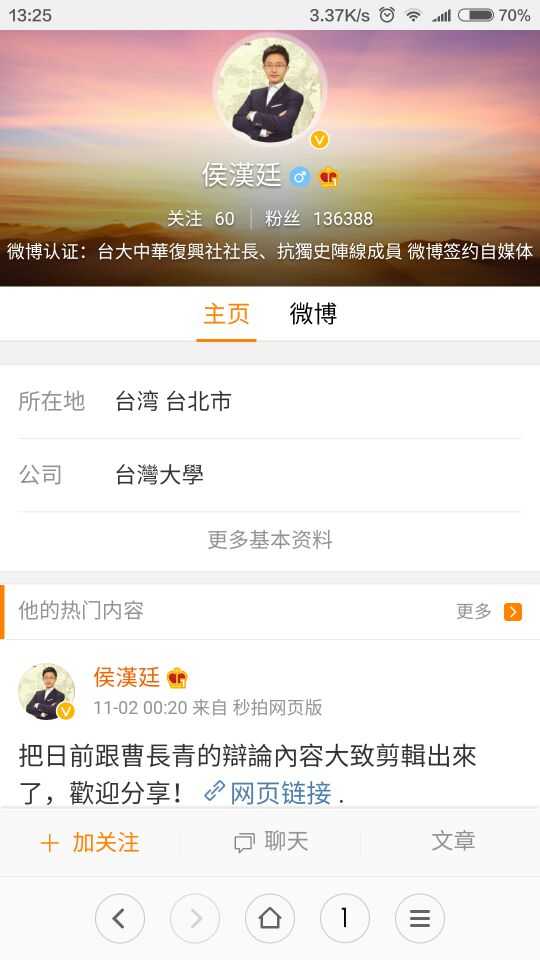 13:25 3.37K/s 70%
侯漢廷
关注 60 粉丝 136388
微博认证：台大中華復興社社長、抗獨史陣線成員 微博签约自媒体
主页 微博
所在地 台湾 台北市
公司 台灣大學
更多基本资料
他的热门内容 更多
侯漢廷
11-02 00:20 来自 秒拍网页版
把日前跟曹長青的辯論內容大致剪輯出來
了，歡迎分享！ 网页链接 .
加关注 聊天 文章
1